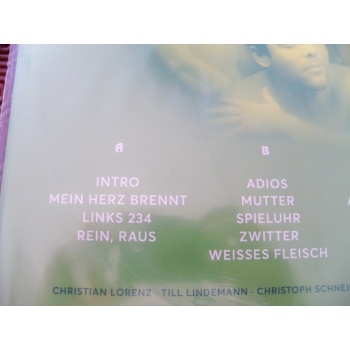 A
INTRO
MEIN HERZ BRENNT
LINKS 234
REIN, RAUS
B
ADIOS
MUTTER
SPIELUHR
ZWITTER
WEISSES FLEISCH
CHRISTIAN LORENZ · TILL LINDEMANN · CHRISTOPH SCHNEI